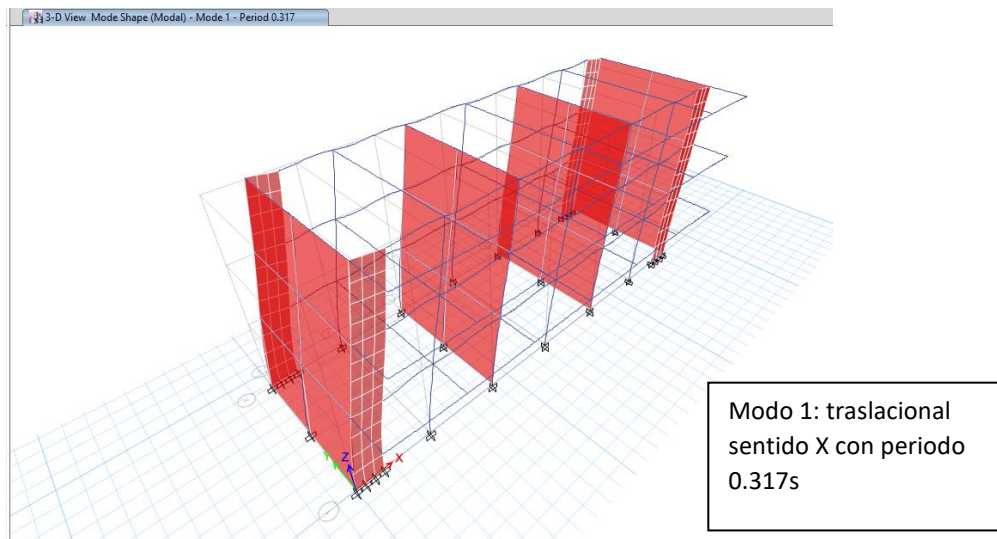 3-D View Mode Shape (Modal) - Mode 1 - Period 0.317
Z
X
Y
Modo 1: traslacional
sentido X con periodo
0.317s